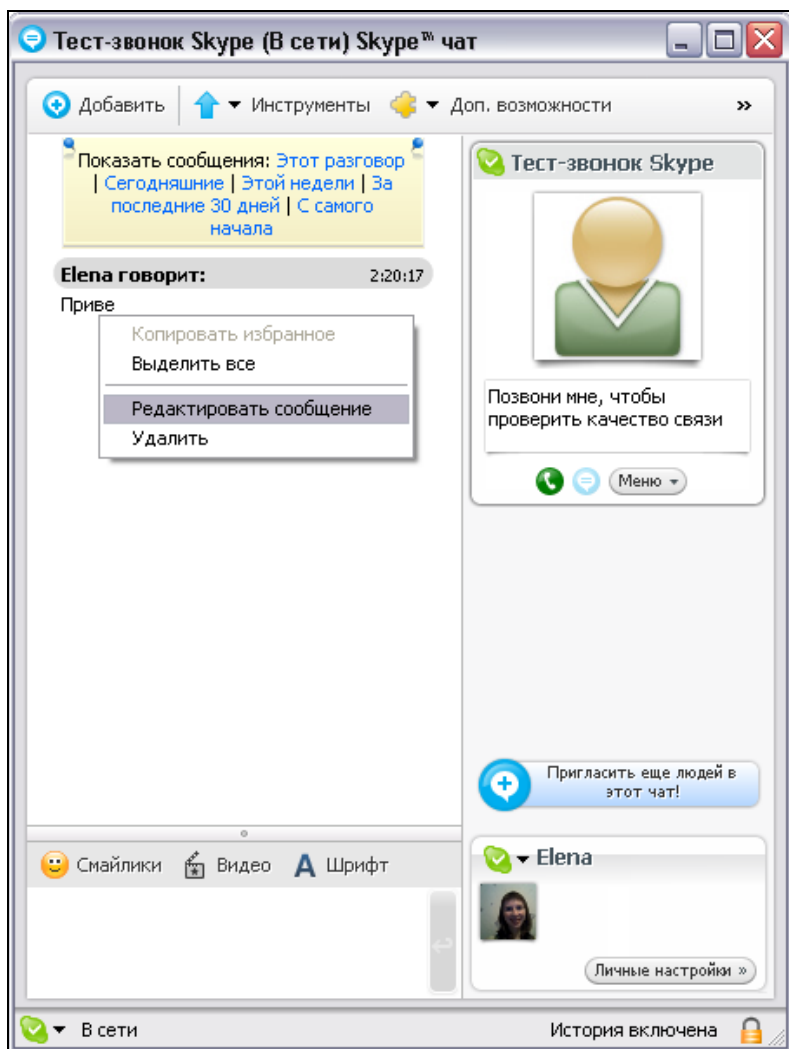 Тест-звонок Skype (В сети) Skype™ чат
Добавить Инструменты Доп. возможности »
Показать сообщения: Этот разговор
| Сегодняшние | Этой недели | За
последние 30 дней | С самого
начала
Elena говорит: 2:20:17
Приве
Копировать избранное
Выделить все
Редактировать сообщение
Удалить
Тест-звонок Skype
Позвони мне, чтобы
проверить качество связи
Меню
Пригласить еще людей в
этот чат!
Смайлики Видео A Шрифт
Elena
Личные настройки »
В сети
История включена